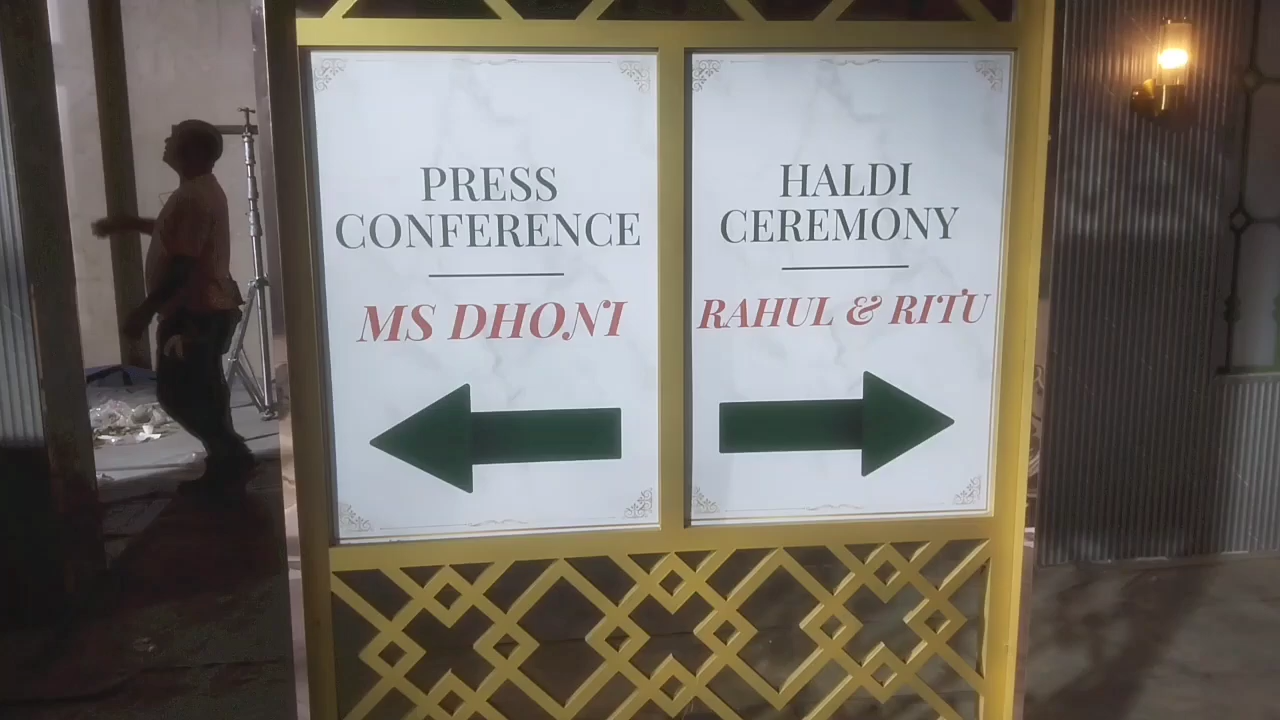 PRESS
CONFERENCE
MS DHONI
HALDI
CEREMONY
RAHUL & RITU